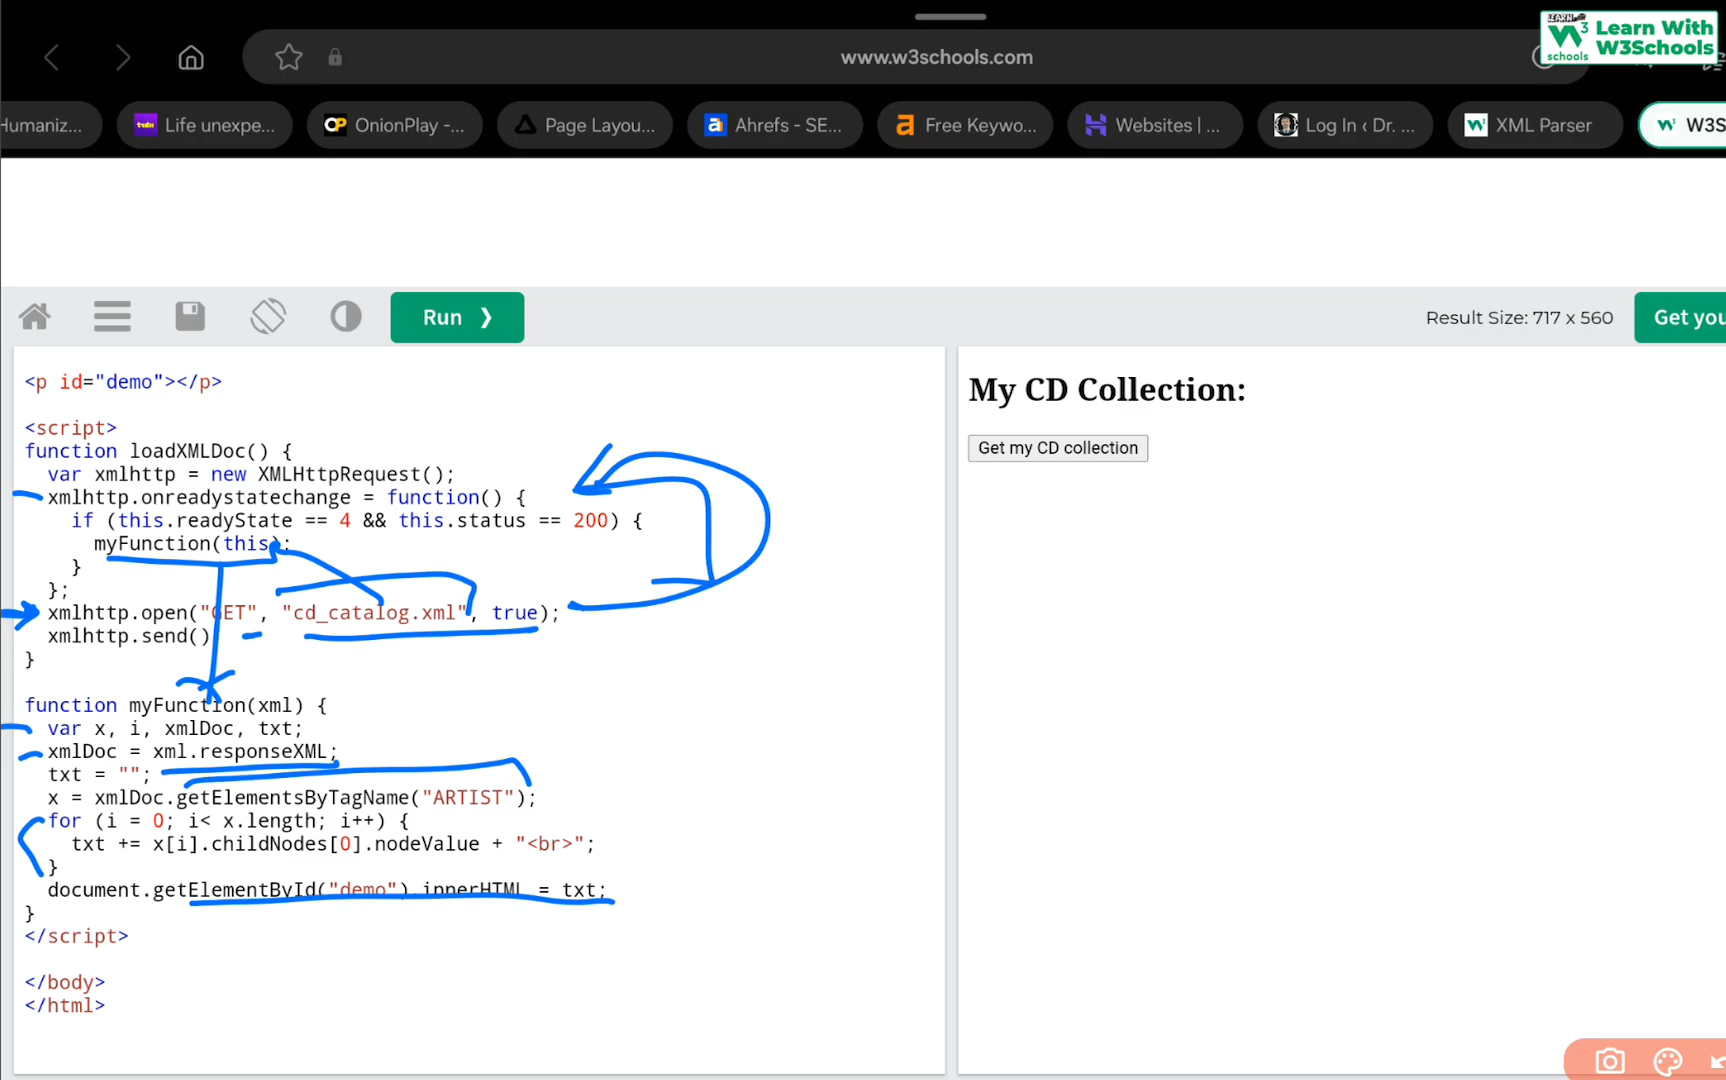 LEARN
Learn With
W3Schools
3
schools
www.w3schools.com
Humaniz...
tudn
Life unexpe...
OP
OnionPlay -...
Page Layou...
a
Ahrefs - SE...
a
Free Keywo...
Websites | ...
Log In ‹ Dr. ...
XML Parser
W3S
Run ❯
Result Size: 717 x 560
Get you
<p id="demo"></p>
<script>
function loadXMLDoc() {
  var xmlhttp = new XMLHttpRequest();
  xmlhttp.onreadystatechange = function() {
    if (this.readyState == 4 && this.status == 200) {
      myFunction(this);
    }
  };
  xmlhttp.open("GET", "cd_catalog.xml", true);
  xmlhttp.send()
}
function myFunction(xml) {
  var x, i, xmlDoc, txt;
  xmlDoc = xml.responseXML;
  txt = "";
  x = xmlDoc.getElementsByTagName("ARTIST");
  for (i = 0; i< x.length; i++) {
    txt += x[i].childNodes[0].nodeValue + "<br>";
  }
  document.getElementById("demo").innerHTML = txt;
}
</script>
</body>
</html>
My CD Collection:
Get my CD collection